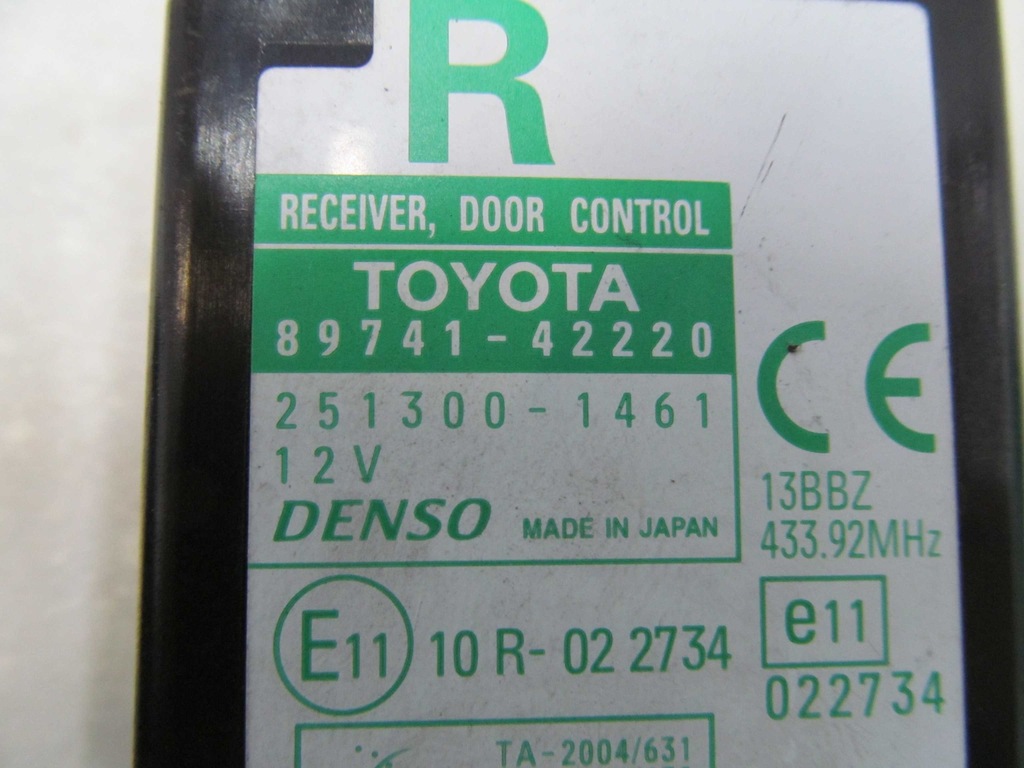 R
RECEIVER, DOOR CONTROL
TOYOTA
89741-42220
251300-1461
12V
DENSO MADE IN JAPAN
CE
13BBZ
433.92MHz
E11 10 R- 02 2734
e11
022734
TA-2004/631